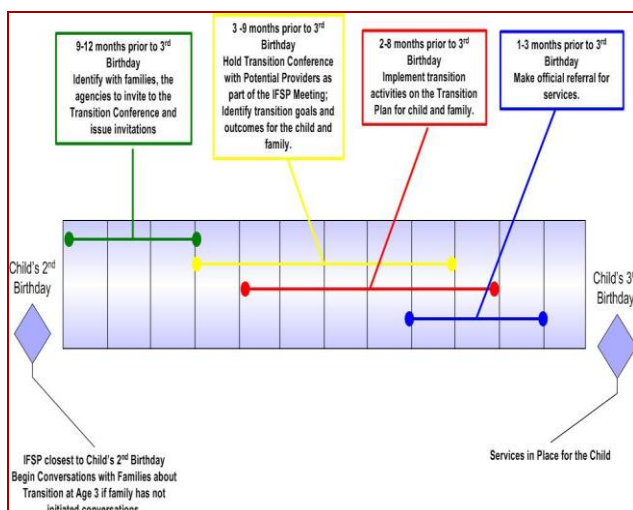 9-12 months prior to 3rd
Birthday
Identify with families, the
agencies to invite to the
Transition Conference and
issue invitations
3 -9 months prior to 3rd
Birthday
Hold Transition Conference
with Potential Providers as
part of the IFSP Meeting;
Identify transition goals and
outcomes for the child and
family.
2-8 months prior to 3rd
Birthday
Implement transition
activities on the Transition
Plan for child and family.
1-3 months prior to 3rd
Birthday
Make official referral for
services.
Child's 2nd
Birthday
Child's 3r
Birthday
IFSP closest to Child's 2nd Birthday
Begin Conversations with Families about
Transition at Age 3 if family has not
initiated conversations
Services in Place for the Child